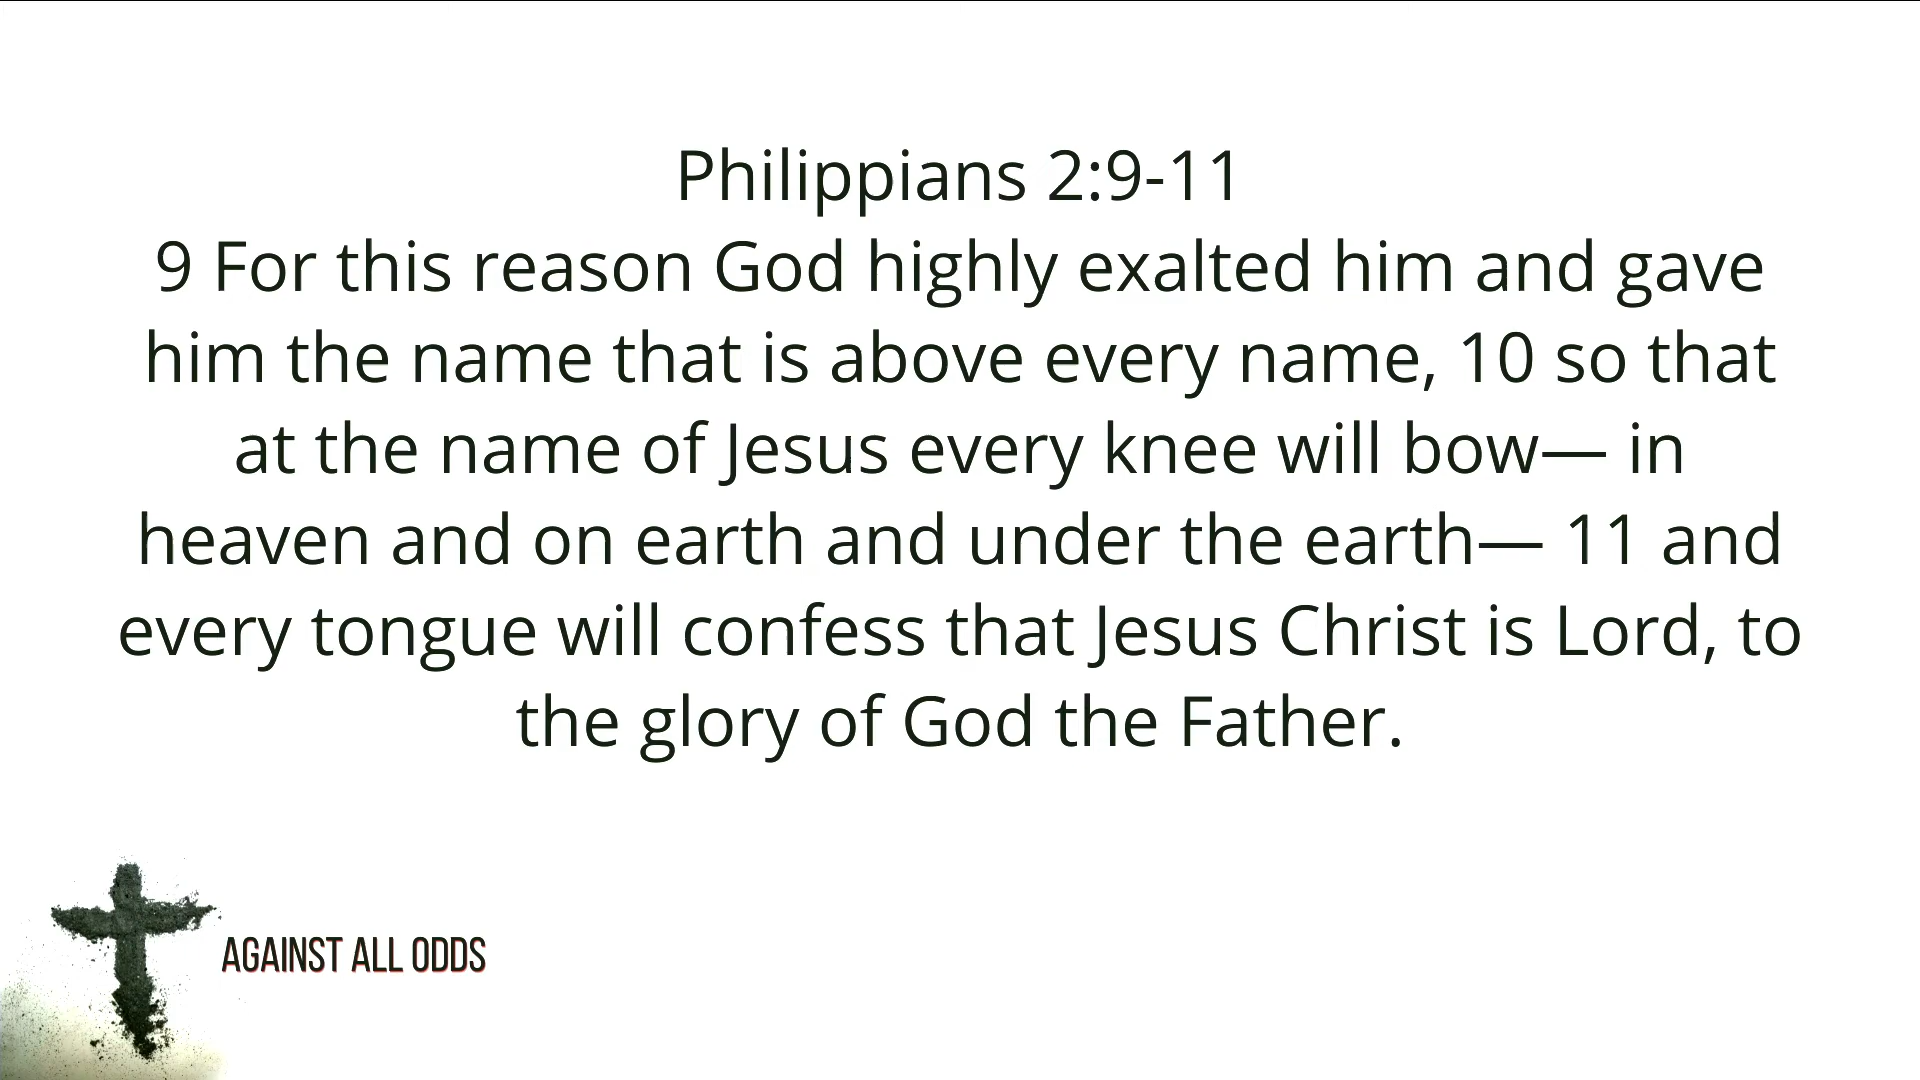 Philippians 2:9-11
9 For this reason God highly exalted him and gave
him the name that is above every name, 10 so that
at the name of Jesus every knee will bow— in
heaven and on earth and under the earth— 11 and
every tongue will confess that Jesus Christ is Lord, to
the glory of God the Father.
AGAINST ALL ODDS